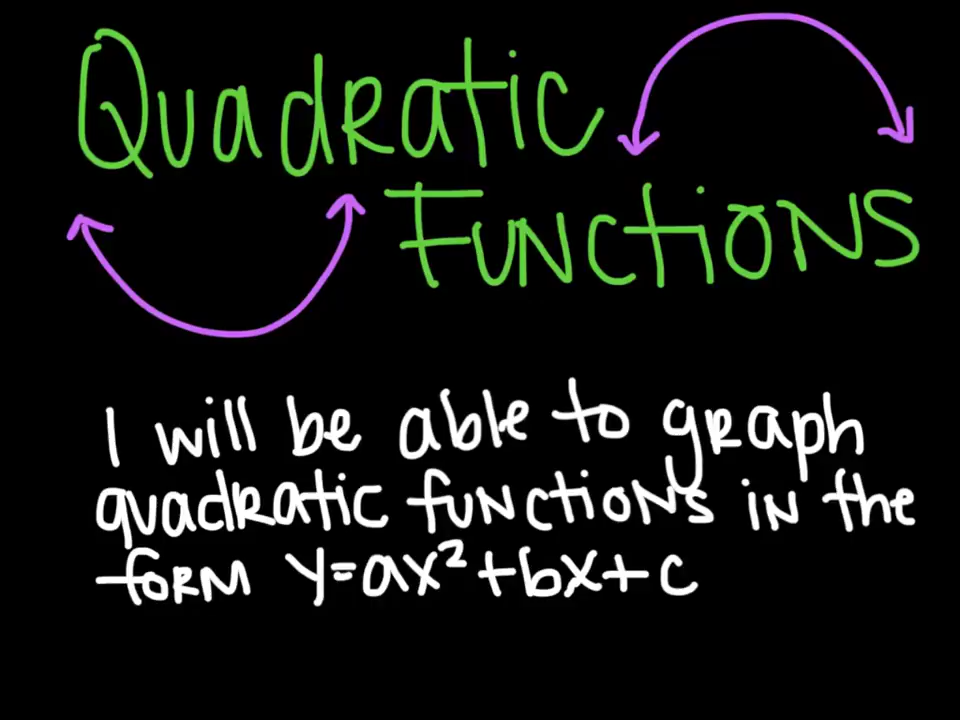 Quadratic
Functions
I will be able to graph
quadratic functions in the
form y=ax²+bx+c